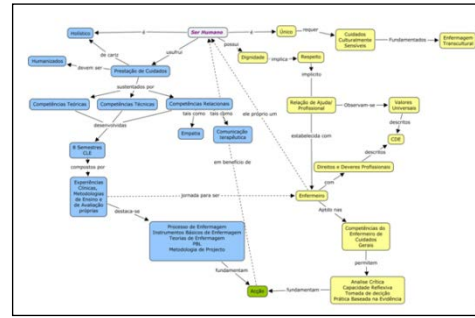 Holístico
é
Ser Humano
é
Único
requer
Cuidados
Culturalmente
Sensíveis
Fundamentados
Enfermagem
Transcultural
de cariz
usufrui
possui
Humanizados
devem ser
Prestação de Cuidados
Dignidade
implica
Respeito
sustentados por
implícito
Competências Teóricas
Competências Técnicas
Competências Relacionais
Relação de Ajuda/
Profissional
Observam-se
Valores
Universais
desenvolvidas
tais como
tais como
ele próprio um
descritos
Empatia
Comunicação
terapêutica
estabelecida com
CDE
8 Semestres
CLE
descritos
compostos por
em benefício de
Direitos e Deveres Profissionais
com
Experiências
Clínicas,
Metodologias
de Ensino e
de Avaliação
próprias
jornada para ser
Enfermeiro
destaca-se
Aptido nas
Processo de Enfermagem
Instrumentos Básicos de Enfermagem
Teorias de Enfermagem
PBL
Metodologia de Projecto
Competências do
Enfermeiro de
Cuidados
Gerais
permitem
fundamentam
Acção
fundamentam
Analise Crítica
Capacidade Reflexiva
Tomada de decição
Prática Baseada na Evidência